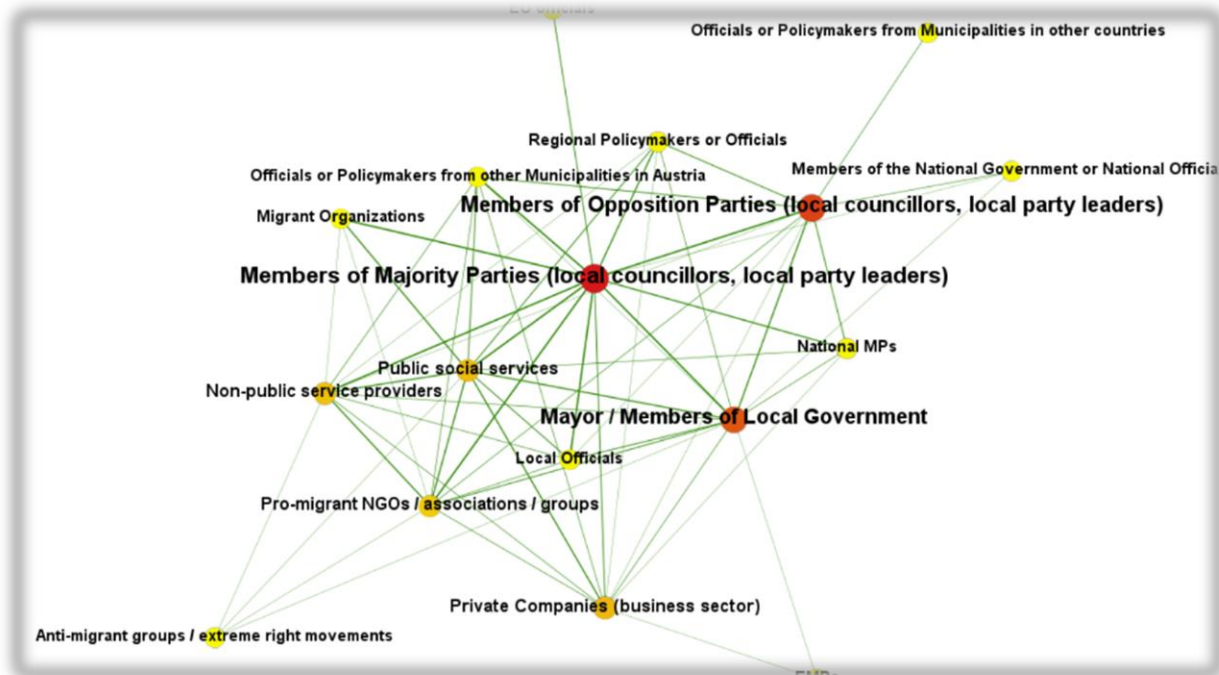 Officials or Policymakers from Municipalities in other countries
Regional Policymakers or Officials
Members of the National Government or National Officia
Officials or Policymakers from other Municipalities in Austria
Members of Opposition Parties (local councillors, local party leaders)
Migrant Organizations
Members of Majority Parties (local councillors, local party leaders)
National MPs
Public social services
Non-public service providers
Mayor / Members of Local Government
Local Officials
Pro-migrant NGOs / associations / groups
Private Companies (business sector)
Anti-migrant groups / extreme right movements